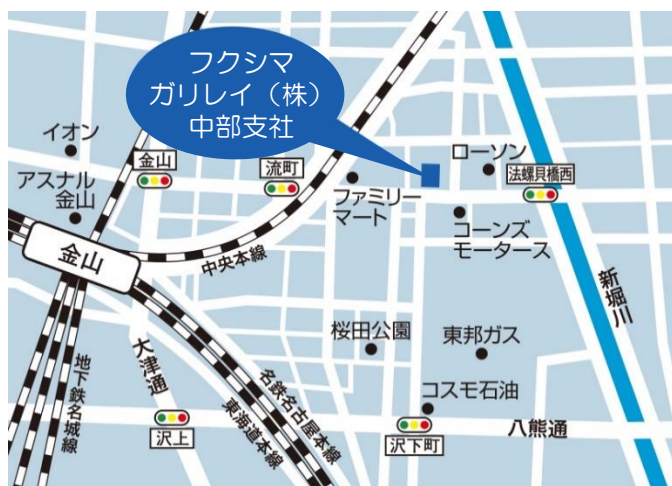 フクシマ
ガリレイ（株）
中部支社
イオン
金山
流町
ローソン
法螺貝橋西
アスナル
金山
ファミリー
マート
コーンズ
モータース
金山
中央本線
新堀川
桜田公園
東邦ガス
大津通
地下鉄名城線
名鉄名古屋本線
東海道本線
コスモ石油
沢上
沢下町
八熊通